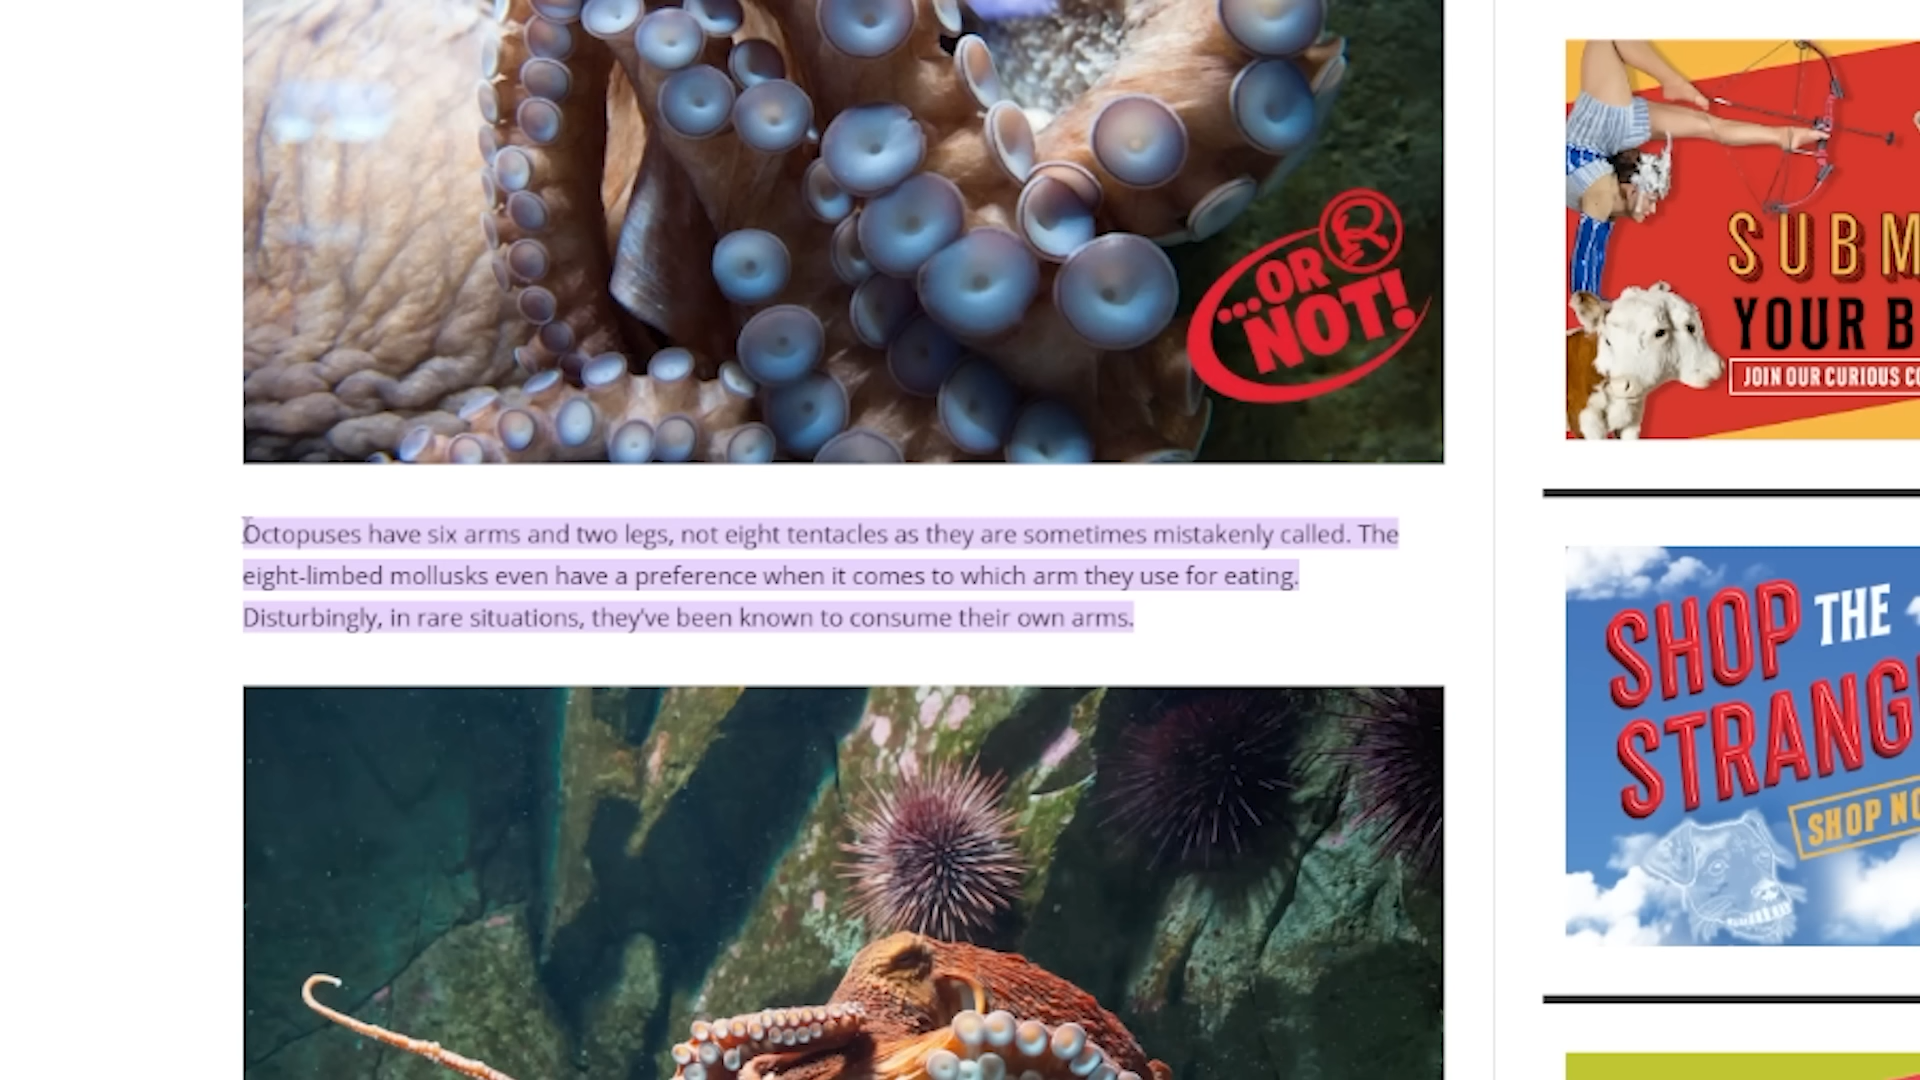 ...OR
NOT!
Octopuses have six arms and two legs, not eight tentacles as they are sometimes mistakenly called. The
eight-limbed mollusks even have a preference when it comes to which arm they use for eating.
Disturbingly, in rare situations, they've been known to consume their own arms.
SUBM
YOUR B
JOIN OUR CURIOUS CO
SHOP THE
STRANG
SHOP NO